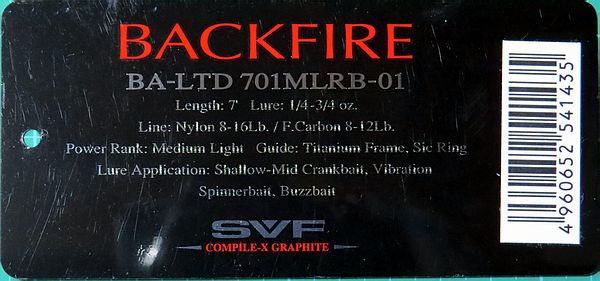 BACKFIRE
BA-LTD 701MLRB-01
Length: 7' Lure: 1/4-3/4 oz.
Line: Nylon 8-16Lb. / F.Carbon 8-12Lb.
Power Rank: Medium Light Guide: Titanium Frame, Sic Ring
Lure Application: Shallow-Mid Crankbait, Vibration
Spinnerbait, Buzzbait
SVF
COMPILE-X GRAPHITE
4 960652 541435